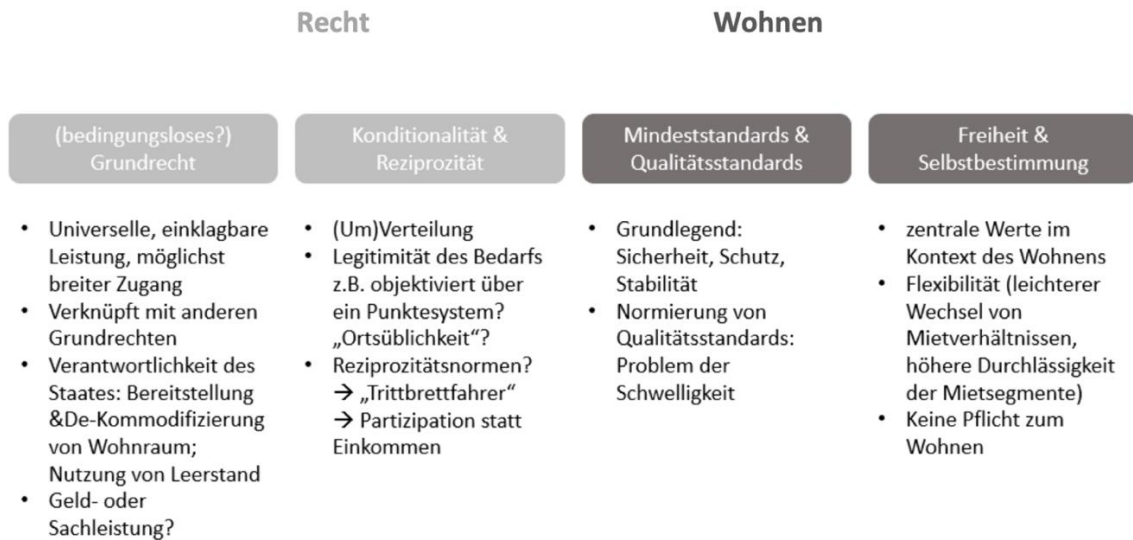 Recht
Wohnen
(bedingungsloses?)
Grundrecht
• Universelle, einklagbare
Leistung, möglichst
breiter Zugang
• Verknüpft mit anderen
Grundrechten
• Verantwortlichkeit des
Staates: Bereitstellung
&De-Kommodifizierung
von Wohnraum;
Nutzung von Leerstand
• Geld- oder
Sachleistung?
Konditionalität &
Reziprozität
• (Um)Verteilung
• Legitimität des Bedarfs
z.B. objektiviert über
ein Punktesystem?
„Ortsüblichkeit“?
• Reziprozitätsnormen?
→ „Trittbrettfahrer“
→ Partizipation statt
Einkommen
Mindeststandards &
Qualitätsstandards
• Grundlegend:
Sicherheit, Schutz,
Stabilität
• Normierung von
Qualitätsstandards:
Problem der
Schwelligkeit
Freiheit &
Selbstbestimmung
• zentrale Werte im
Kontext des Wohnens
• Flexibilität (leichterer
Wechsel von
Mietverhältnissen,
höhere Durchlässigkeit
der Mietsegmente)
• Keine Pflicht zum
Wohnen